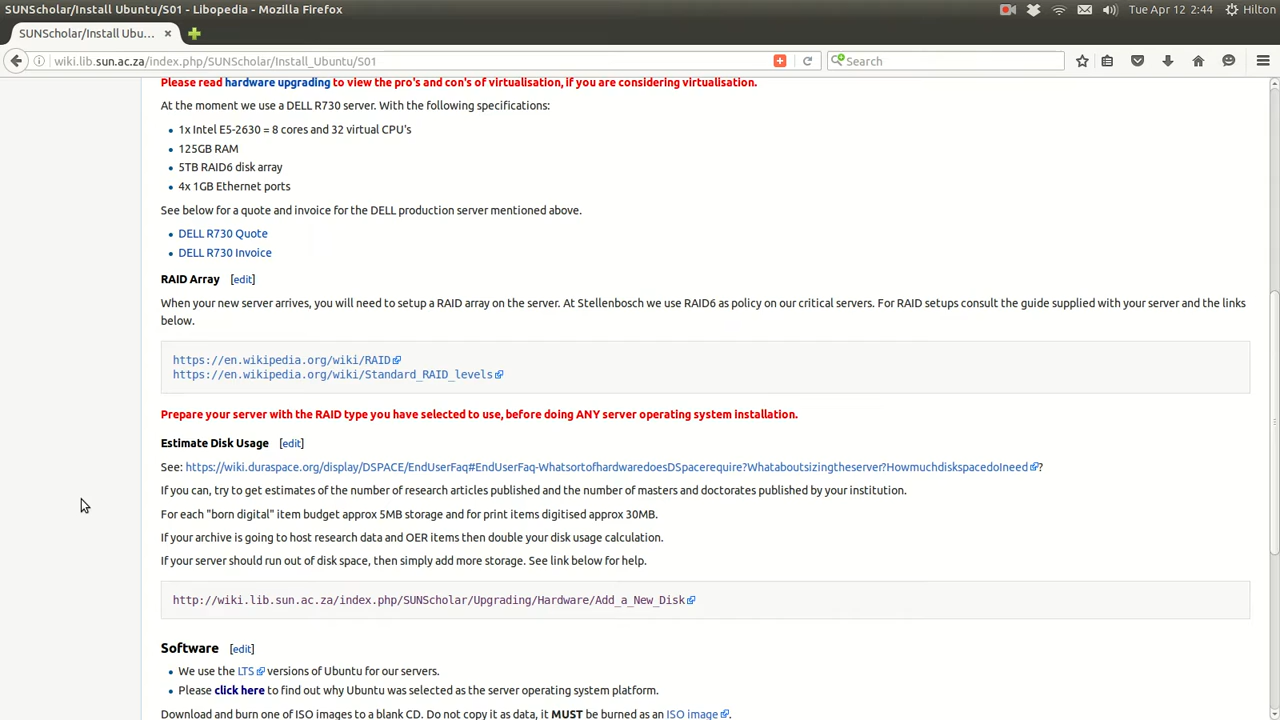 SUNScholar/Install Ubuntu/S01 - Libopedia - Mozilla Firefox
Tue Apr 12 2:44 Hilton
SUNScholar/Install Ubu...
wiki.lib.sun.ac.za/index.php/SUNScholar/Install_Ubuntu/S01
Search
Please read hardware upgrading to view the pro's and con's of virtualisation, if you are considering virtualisation.
At the moment we use a DELL R730 server. With the following specifications:
1x Intel E5-2630 = 8 cores and 32 virtual CPU's
125GB RAM
5TB RAID6 disk array
4x 1GB Ethernet ports
See below for a quote and invoice for the DELL production server mentioned above.
DELL R730 Quote
DELL R730 Invoice
RAID Array [edit]
When your new server arrives, you will need to setup a RAID array on the server. At Stellenbosch we use RAID6 as policy on our critical servers. For RAID setups consult the guide supplied with your server and the links
below.
https://en.wikipedia.org/wiki/RAID
https://en.wikipedia.org/wiki/Standard_RAID_levels
Prepare your server with the RAID type you have selected to use, before doing ANY server operating system installation.
Estimate Disk Usage [edit]
See: https://wiki.duraspace.org/display/DSPACE/EndUserFaq#EndUserFaq-WhatsortofhardwaredoesDSpacerequire?Whataboutsizingtheserver?HowmuchdiskspacedoIneed?
If you can, try to get estimates of the number of research articles published and the number of masters and doctorates published by your institution.
For each "born digital" item budget approx 5MB storage and for print items digitised approx 30MB.
If your archive is going to host research data and OER items then double your disk usage calculation.
If your server should run out of disk space, then simply add more storage. See link below for help.
http://wiki.lib.sun.ac.za/index.php/SUNScholar/Upgrading/Hardware/Add_a_New_Disk
Software [edit]
We use the LTS versions of Ubuntu for our servers.
Please click here to find out why Ubuntu was selected as the server operating system platform.
Download and burn one of ISO images to a blank CD. Do not copy it as data, it MUST be burned as an ISO image.